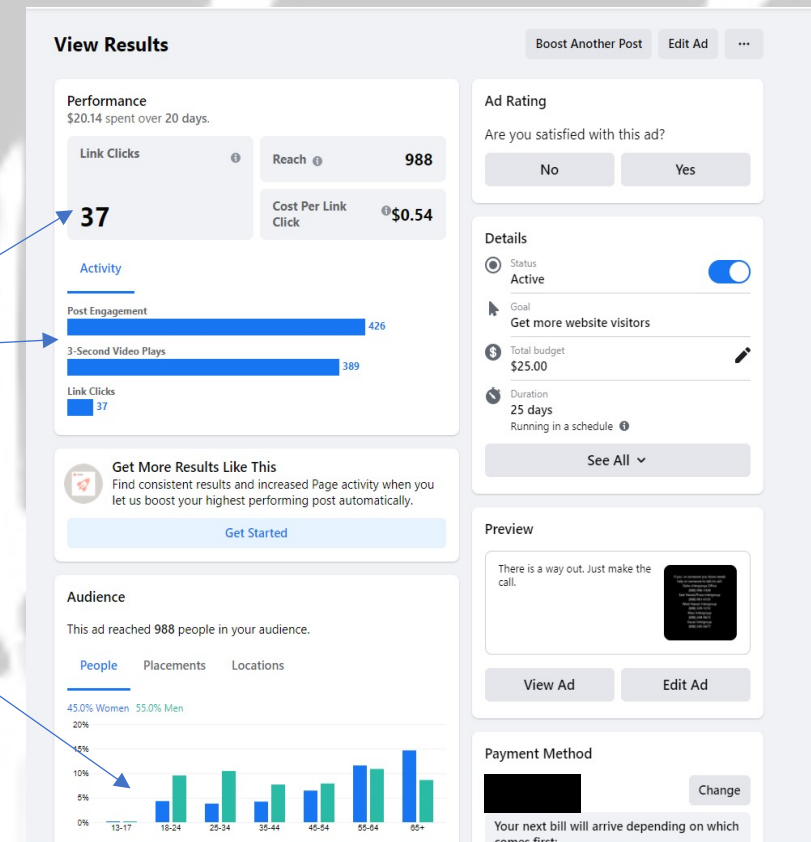 View Results
Boost Another Post
Edit Ad
...
Performance
$20.14 spent over 20 days.
Link Clicks
37
Reach
988
Cost Per Link
Click
$0.54
Activity
Post Engagement
426
3-Second Video Plays
389
Link Clicks
37
Get More Results Like This
Find consistent results and increased Page activity when you
let us boost your highest performing post automatically.
Get Started
Audience
This ad reached 988 people in your audience.
People
Placements
Locations
45.0% Women 55.0% Men
20%
15%
10%
5%
0%
13-17
18-24
25-34
35-44
45-54
55-64
65+
Ad Rating
Are you satisfied with this ad?
No
Yes
Details
Status
Active
Goal
Get more website visitors
Total budget
$25.00
Duration
25 days
Running in a schedule
See All
Preview
There is a way out. Just make the
call.
View Ad
Edit Ad
Payment Method
Change
Your next bill will arrive depending on which
comes first: